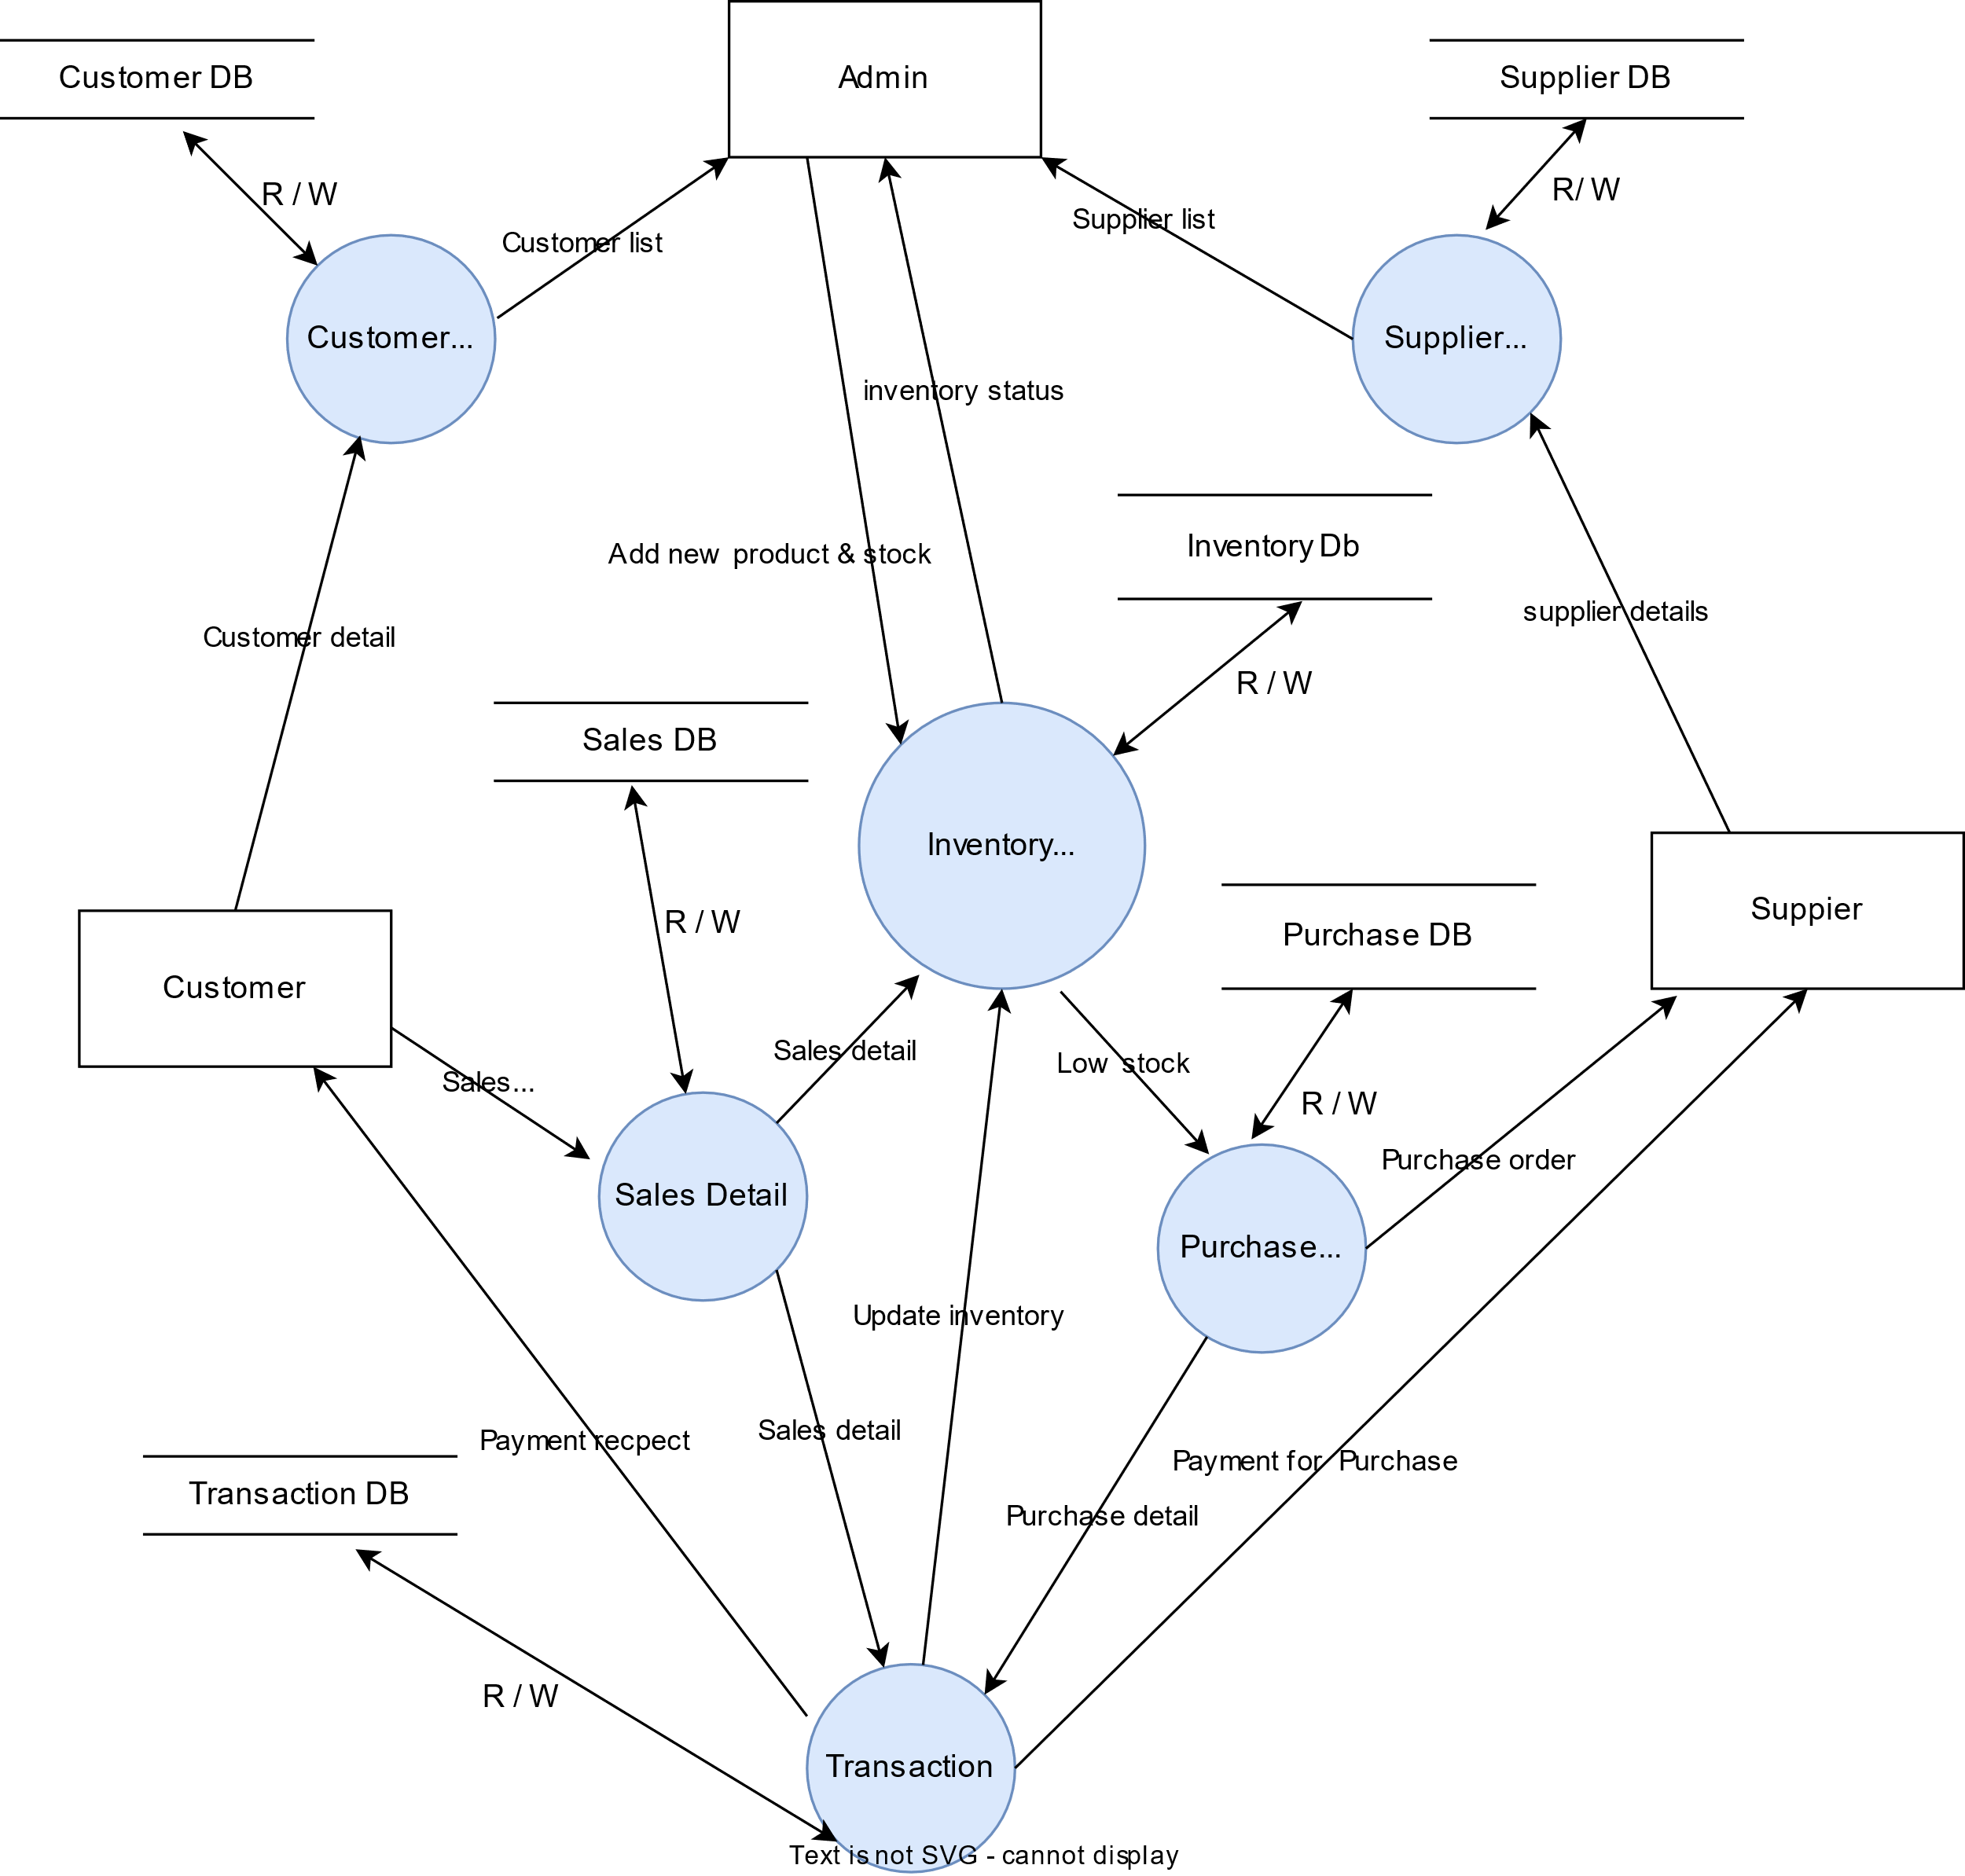 Customer DB
Admin
Supplier DB
R / W
R/ W
Customer list
Supplier list
Customer...
Supplier...
inventory status
Add new product & stock
Inventory Db
supplier details
Customer detail
R / W
Sales DB
Inventory...
R / W
Purchase DB
Suppier
Customer
Sales detail
Low stock
Sales...
R / W
Purchase order
Sales Detail
Purchase...
Update inventory
Payment recpect
Sales detail
Payment for Purchase
Transaction DB
Purchase detail
R / W
Transaction
Text is not SVG - cannot display